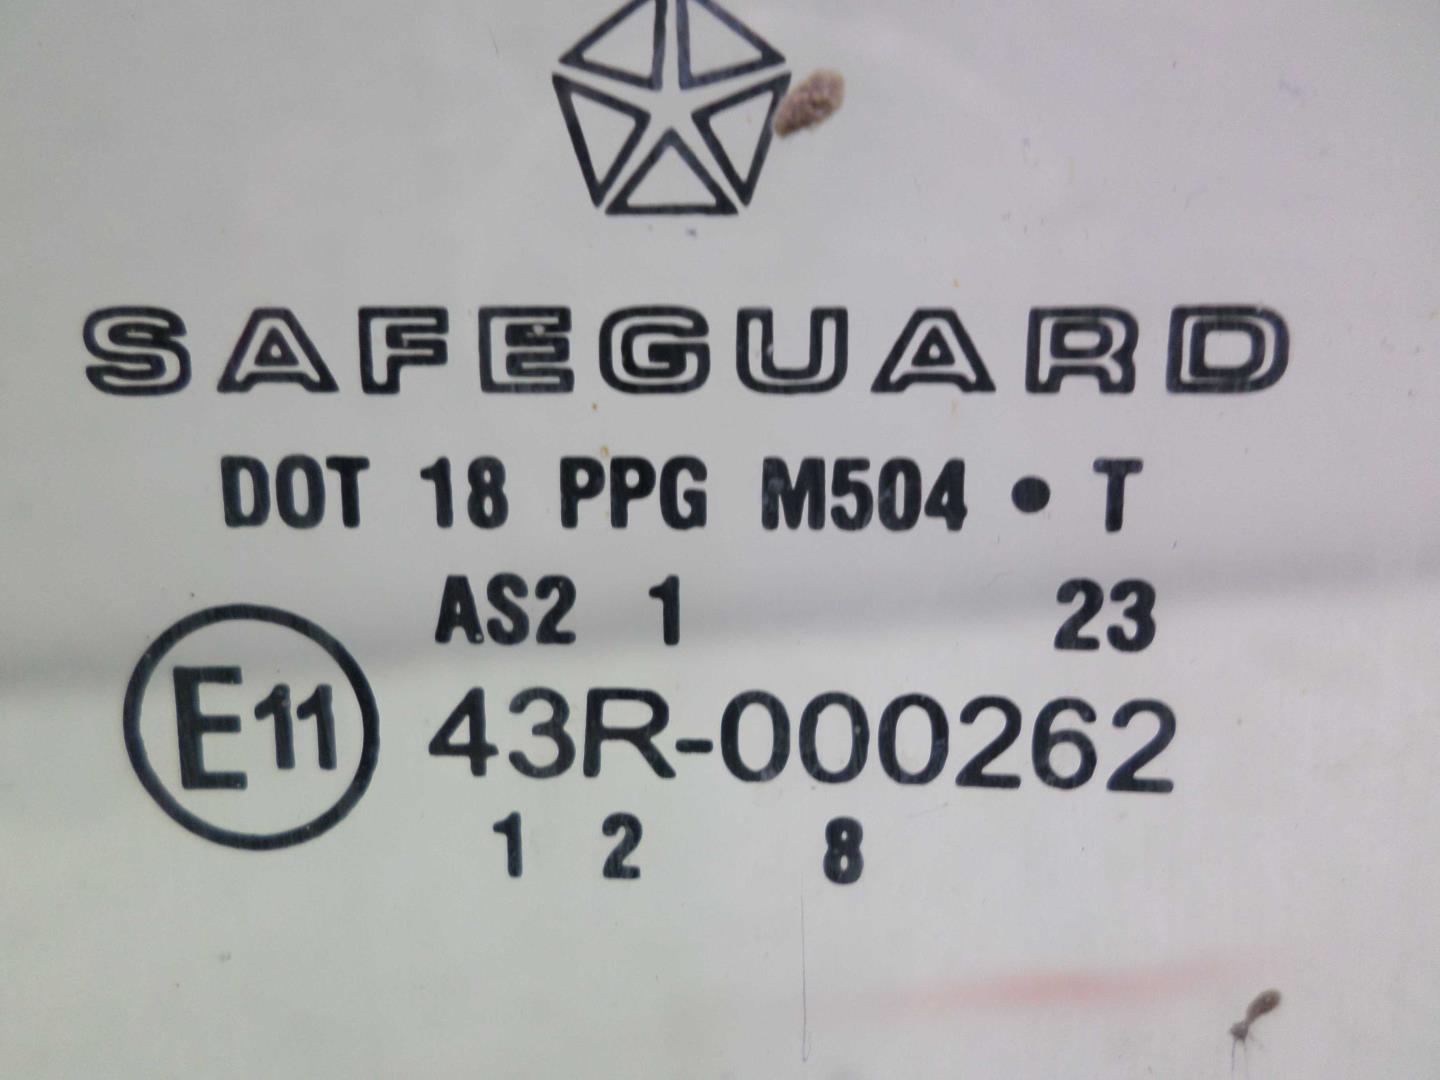 SAFEGUARD
DOT 18 PPG M504 • T
AS2 1 23
E11 43R-000262
1 2 8